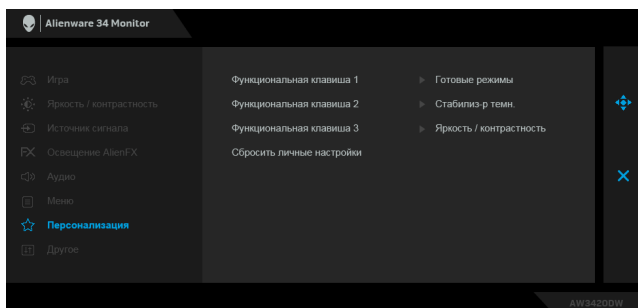 Alienware 34 Monitor
Игра
Яркость / контрастность
Источник сигнала
Освещение AlienFX
Аудио
Меню
Персонализация
Другое
Функциональная клавиша 1 Готовые режимы
Функциональная клавиша 2 Стабилиз-р темн.
Функциональная клавиша 3 Яркость / контрастность
Сбросить личные настройки
AW3420DW